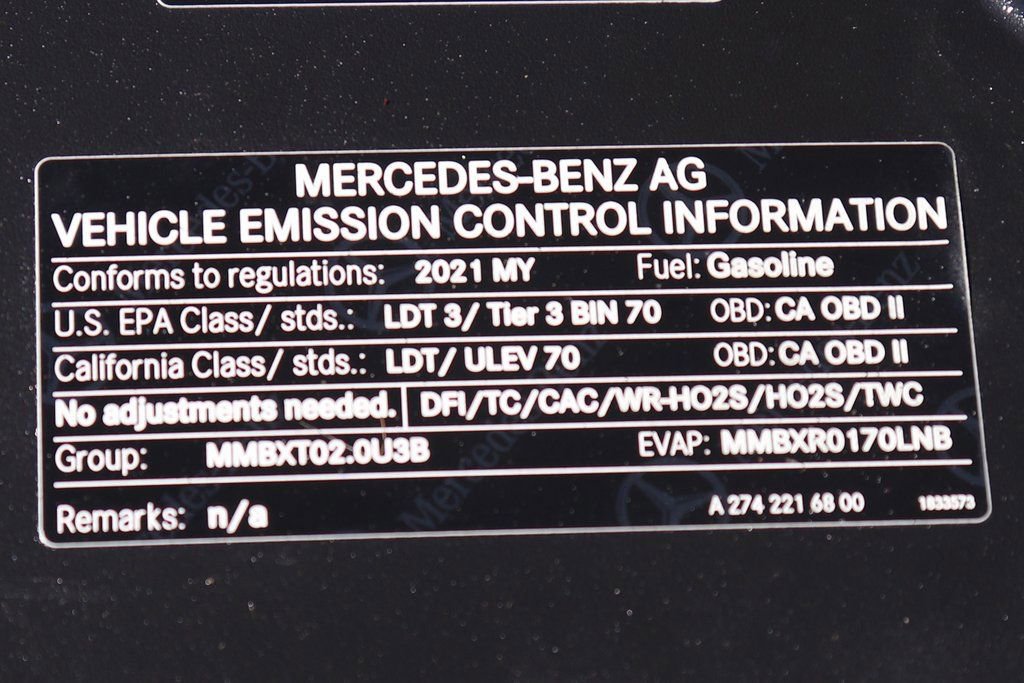 MERCEDES-BENZ AG
VEHICLE EMISSION CONTROL INFORMATION
Conforms to regulations: 2021 MY Fuel: Gasoline
U.S. EPA Class/ stds.: LDT 3/ Tier 3 BIN 70 OBD: CA OBD II
California Class/ stds.: LDT/ ULEV 70 OBD: CA OBD II
No adjustments needed. DFI/TC/CAC/WR-HO2S/HO2S/TWC
Group: MMBXT02.0U3B EVAP: MMBXR0170LNB
Remarks: n/a A 274 221 68 00 1833573